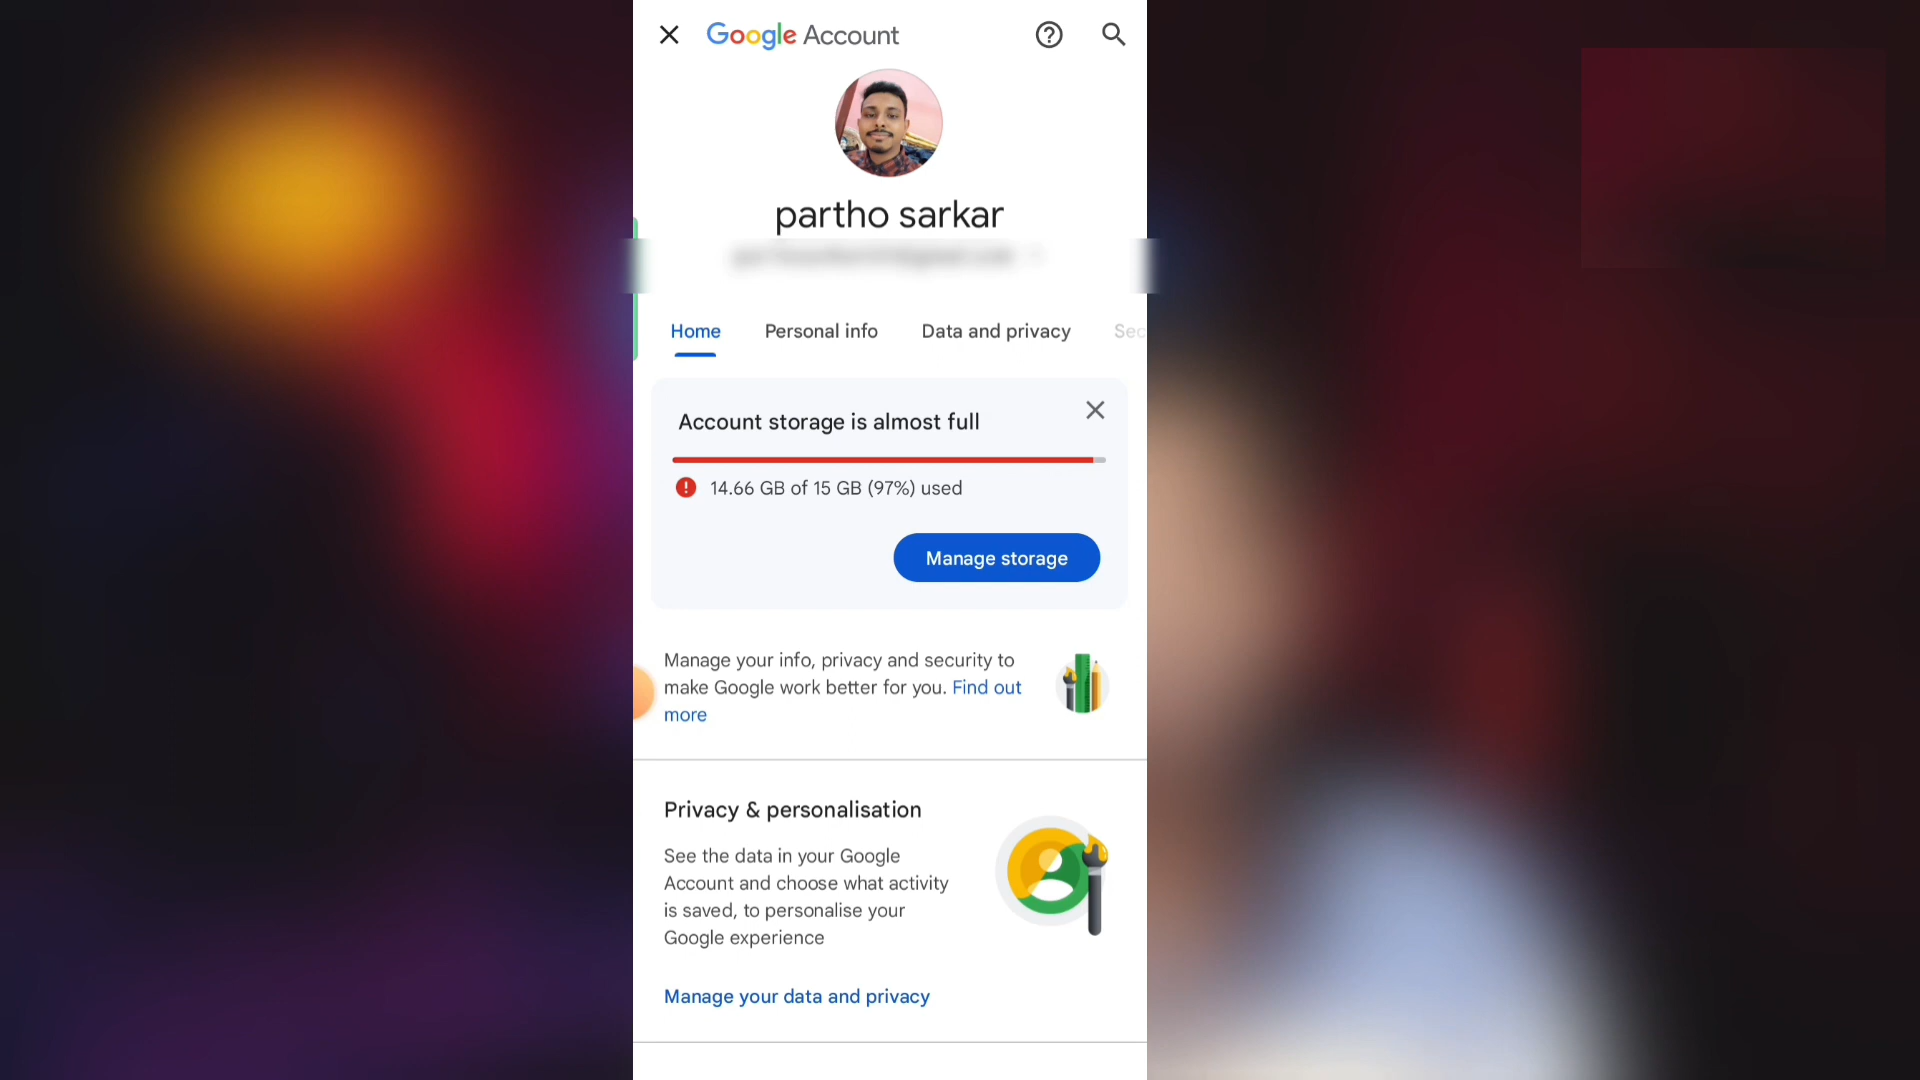 Google Account
partho sarkar
Home Personal info Data and privacy Sec
Account storage is almost full
14.66 GB of 15 GB (97%) used
Manage storage
Manage your info, privacy and security to
make Google work better for you. Find out
more
Privacy & personalisation
See the data in your Google
Account and choose what activity
is saved, to personalise your
Google experience
Manage your data and privacy